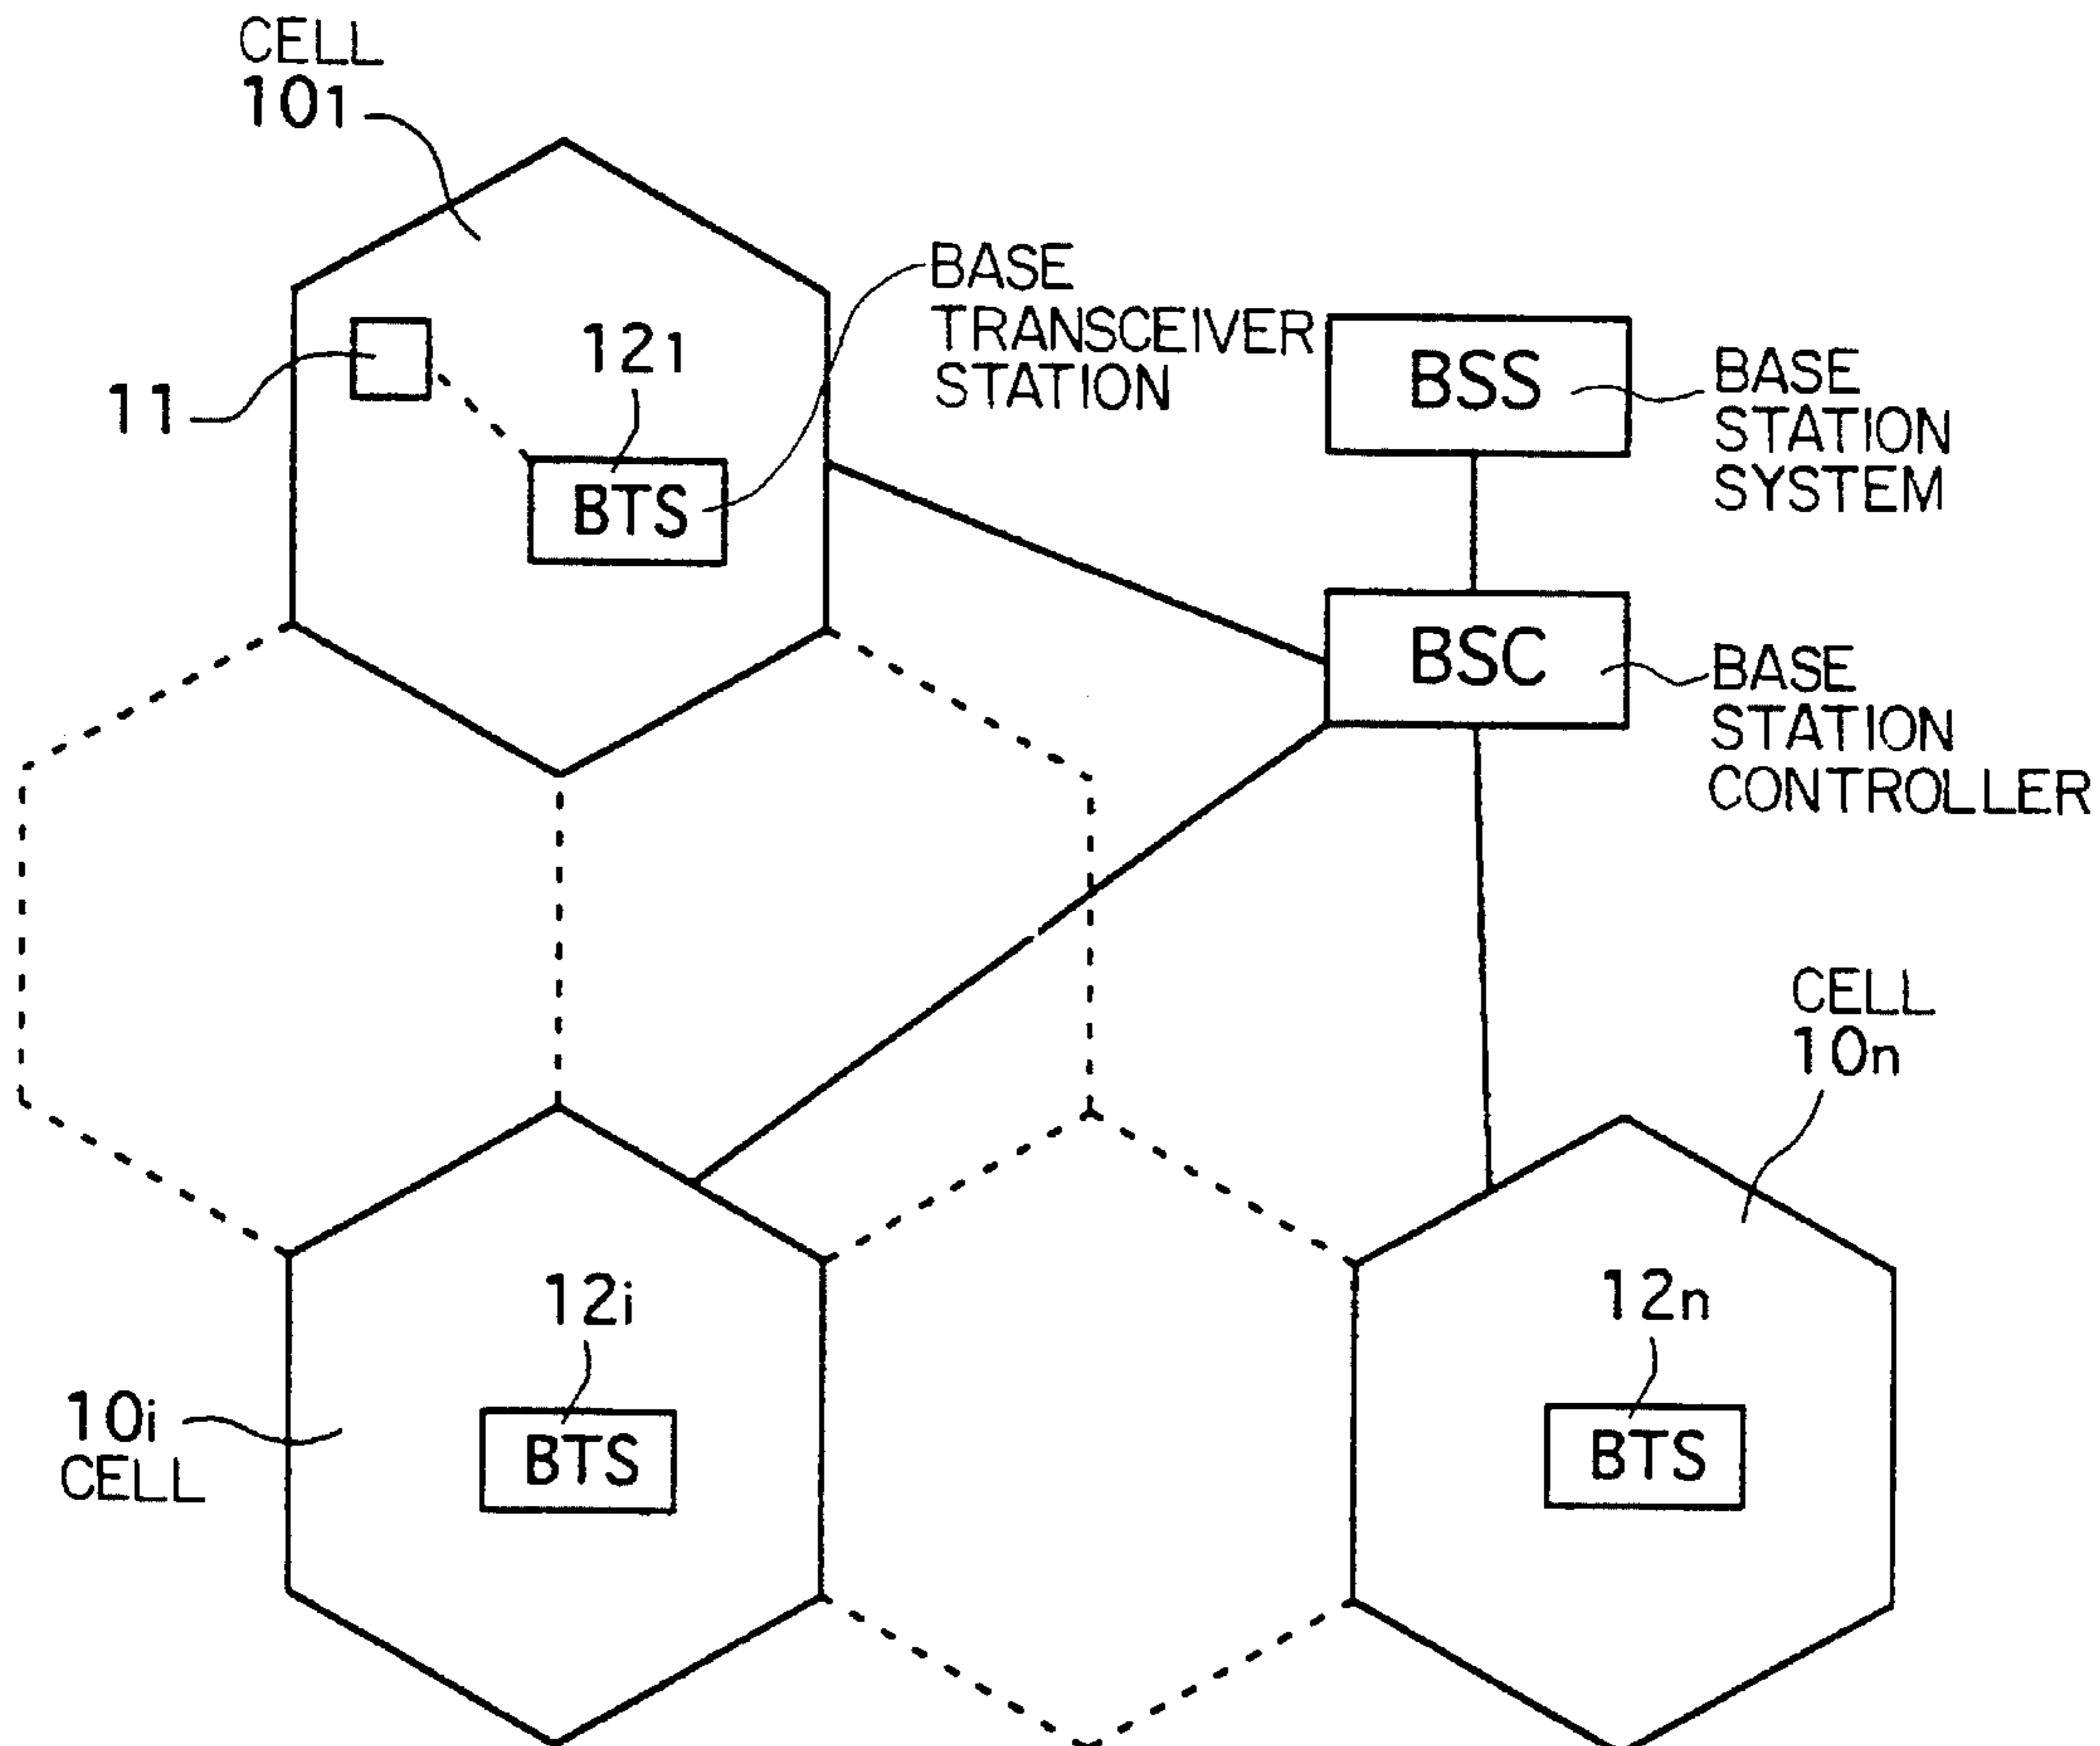 CELL
101
BASE
TRANSCEIVER
STATION
121
11
BTS
BSS
BASE
STATION
SYSTEM
BSC
BASE
STATION
CONTROLLER
CELL
10n
12i
12n
10i
CELL
BTS
BTS